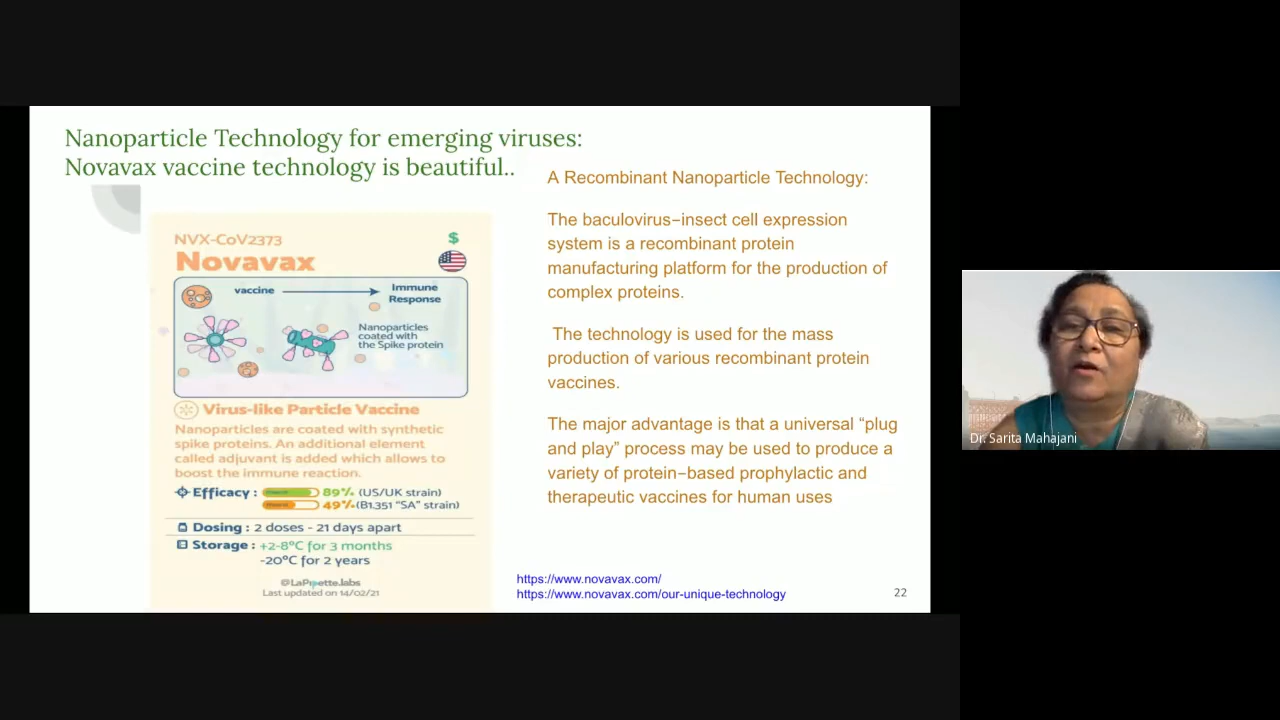 Nanoparticle Technology for emerging viruses:
Novavax vaccine technology is beautiful..
NVX-CoV2373
$
Novavax
vaccine
Immune
Response
Nanoparticles
coated with
the Spike protein
Virus-like Particle Vaccine
Nanoparticles are coated with synthetic
spike proteins. An additional element
called adjuvant is added which allows to
boost the immune reaction.
Efficacy : 89% (US/UK strain)
49% (B1.351 "SA" strain)
Dosing : 2 doses - 21 days apart
Storage : +2-8°C for 3 months
-20°C for 2 years
@LaPipette.labs
Last updated on 14/02/21
A Recombinant Nanoparticle Technology:
The baculovirus–insect cell expression
system is a recombinant protein
manufacturing platform for the production of
complex proteins.
The technology is used for the mass
production of various recombinant protein
vaccines.
The major advantage is that a universal “plug
and play” process may be used to produce a
variety of protein–based prophylactic and
therapeutic vaccines for human uses
https://www.novavax.com/
https://www.novavax.com/our-unique-technology
22
Dr. Sarita Mahajani